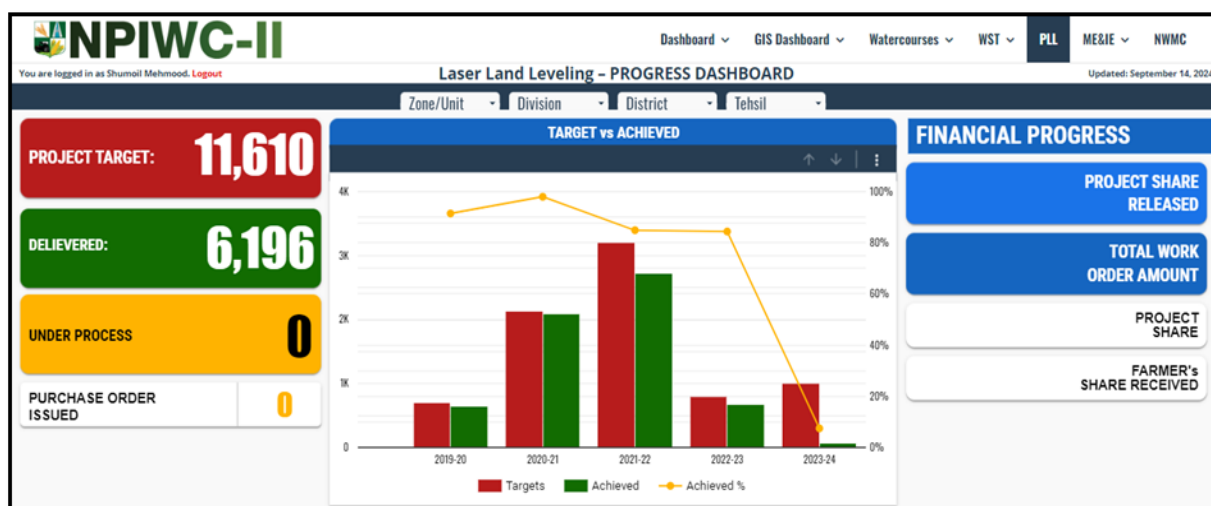 NPIWC-II
Dashboard GIS Dashboard Watercourses WST PLL ME&IE NWMC
You are logged in as Shumoil Mehmood. Logout
Laser Land Leveling – PROGRESS DASHBOARD
Updated: September 14, 2024
Zone/Unit Division District Tehsil
PROJECT TARGET: 11,610
DELIEVERED: 6,196
UNDER PROCESS 0
PURCHASE ORDER
ISSUED
0
TARGET vs ACHIEVED
4K
3K
2K
1K
0
100%
80%
60%
40%
20%
0%
2019-20 2020-21 2021-22 2022-23 2023-24
Targets Achieved Achieved %
FINANCIAL PROGRESS
PROJECT SHARE
RELEASED
TOTAL WORK
ORDER AMOUNT
PROJECT
SHARE
FARMER's
SHARE RECEIVED